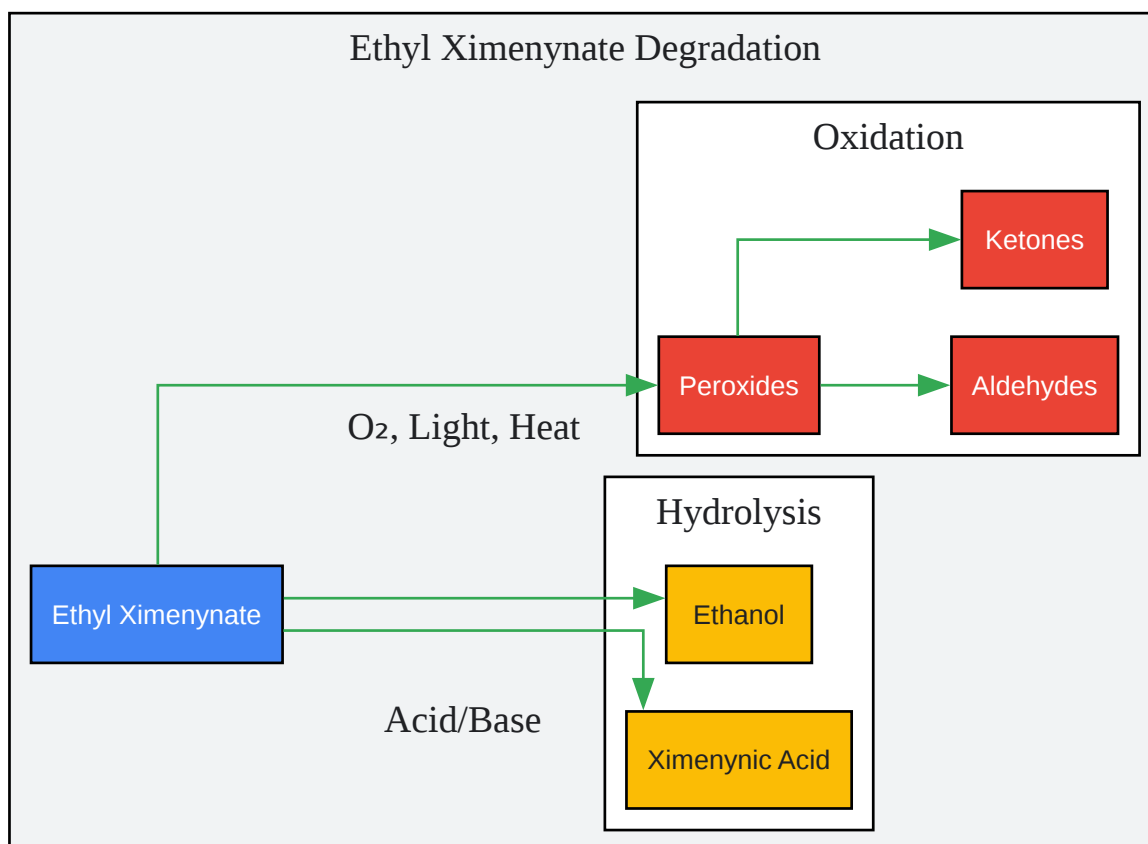 Ethyl Ximenynate Degradation
Oxidation
Ketones
Peroxides
Aldehydes
O₂, Light, Heat
Hydrolysis
Ethyl Ximenynate
Ethanol
Acid/Base
Ximenynic Acid